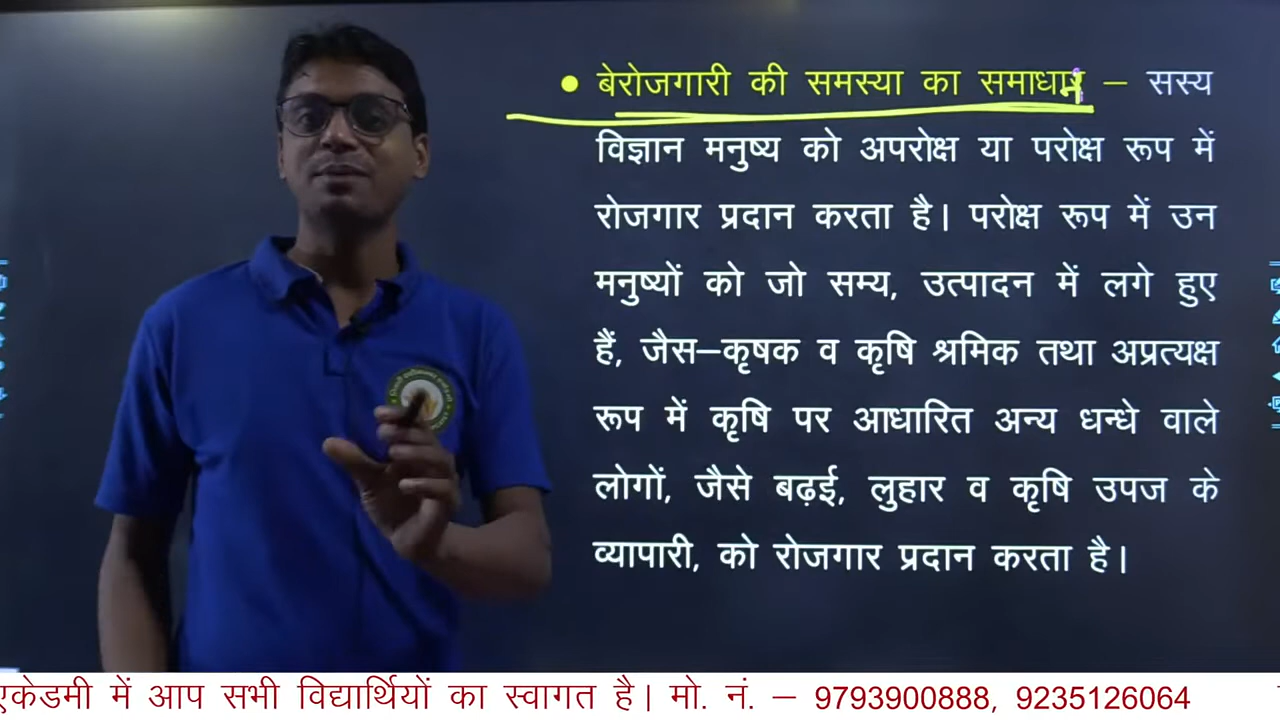 • बेरोजगारी की समस्या का समाधान – सस्य
विज्ञान मनुष्य को अपरोक्ष या परोक्ष रूप में
रोजगार प्रदान करता है। परोक्ष रूप में उन
मनुष्यों को जो सम्य, उत्पादन में लगे हुए
हैं, जैस–कृषक व कृषि श्रमिक तथा अप्रत्यक्ष
रूप में कृषि पर आधारित अन्य धन्धे वाले
लोगों, जैसे बढ़ई, लुहार व कृषि उपज के
व्यापारी, को रोजगार प्रदान करता है।
एकेडमी में आप सभी विद्यार्थियों का स्वागत है। मो. नं. – 9793900888, 9235126064